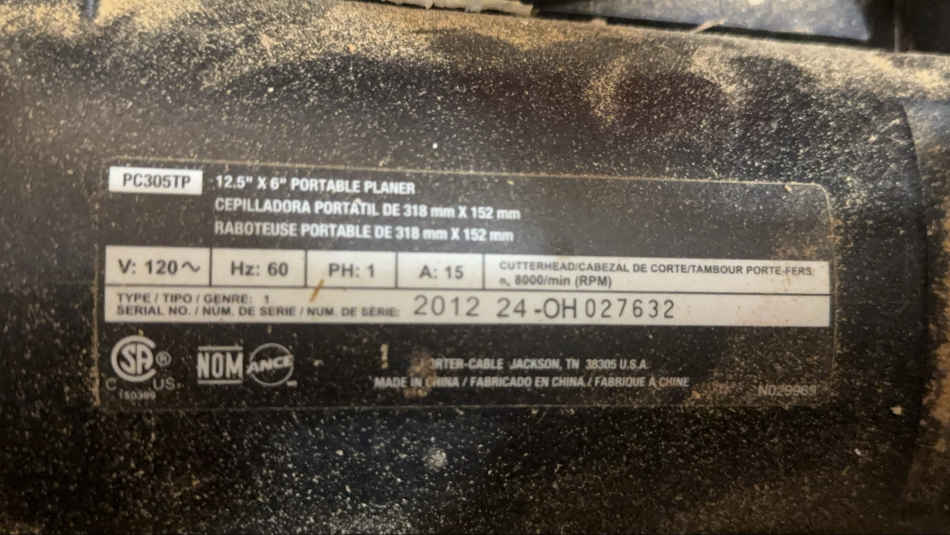 PC305TP
12.5" X 6" PORTABLE PLANER
CEPILLADORA PORTÁTIL DE 318 mm X 152 mm
RABOTEUSE PORTABLE DE 318 mm X 152 mm
V: 120~ Hz: 60 PH: 1 A: 15
CUTTERHEAD/CABEZAL DE CORTE/TAMBOUR PORTE-FERS:
n₀ 8000/min (RPM)
TYPE / TIPO / GENRE: 1
SERIAL NO. / NUM. DE SERIE / NUM. DE SÉRIE: 2012 24-OH 027632
SA®
C US
NOM ANCE
PORTER-CABLE JACKSON, TN 38305 U.S.A.
MADE IN CHINA / FABRICADO EN CHINA / FABRIQUÉ À CHINE